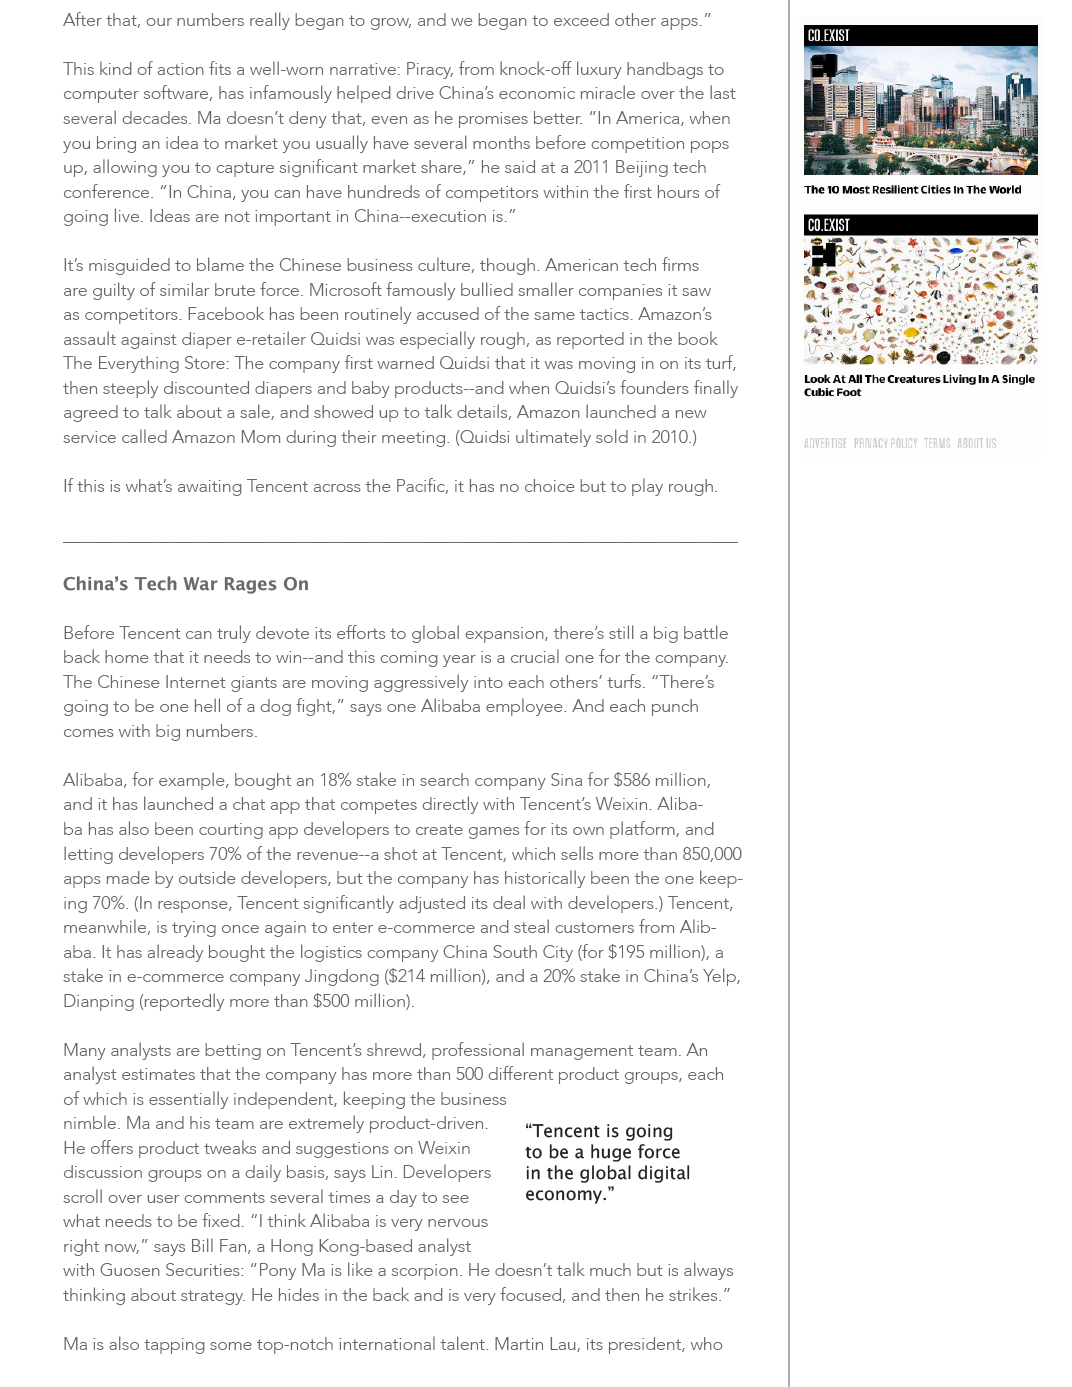 After that, our numbers really began to grow, and we began to exceed other apps.”
This kind of action fits a well-worn narrative: Piracy, from knock-off luxury handbags to
computer software, has infamously helped drive China’s economic miracle over the last
several decades. Ma doesn’t deny that, even as he promises better. “In America, when
you bring an idea to market you usually have several months before competition pops
up, allowing you to capture significant market share,” he said at a 2011 Beijing tech
conference. “In China, you can have hundreds of competitors within the first hours of
going live. Ideas are not important in China--execution is.”
It’s misguided to blame the Chinese business culture, though. American tech firms
are guilty of similar brute force. Microsoft famously bullied smaller companies it saw
as competitors. Facebook has been routinely accused of the same tactics. Amazon’s
assault against diaper e-retailer Quidsi was especially rough, as reported in the book
The Everything Store: The company first warned Quidsi that it was moving in on its turf,
then steeply discounted diapers and baby products--and when Quidsi’s founders finally
agreed to talk about a sale, and showed up to talk details, Amazon launched a new
service called Amazon Mom during their meeting. (Quidsi ultimately sold in 2010.)
If this is what’s awaiting Tencent across the Pacific, it has no choice but to play rough.
China’s Tech War Rages On
Before Tencent can truly devote its efforts to global expansion, there’s still a big battle
back home that it needs to win--and this coming year is a crucial one for the company.
The Chinese Internet giants are moving aggressively into each others’ turfs. “There’s
going to be one hell of a dog fight,” says one Alibaba employee. And each punch
comes with big numbers.
Alibaba, for example, bought an 18% stake in search company Sina for $586 million,
and it has launched a chat app that competes directly with Tencent’s Weixin. Aliba-
ba has also been courting app developers to create games for its own platform, and
letting developers 70% of the revenue--a shot at Tencent, which sells more than 850,000
apps made by outside developers, but the company has historically been the one keep-
ing 70%. (In response, Tencent significantly adjusted its deal with developers.) Tencent,
meanwhile, is trying once again to enter e-commerce and steal customers from Alib-
aba. It has already bought the logistics company China South City (for $195 million), a
stake in e-commerce company Jingdong ($214 million), and a 20% stake in China’s Yelp,
Dianping (reportedly more than $500 million).
Many analysts are betting on Tencent’s shrewd, professional management team. An
analyst estimates that the company has more than 500 different product groups, each
of which is essentially independent, keeping the business
nimble. Ma and his team are extremely product-driven.
He offers product tweaks and suggestions on Weixin
discussion groups on a daily basis, says Lin. Developers
scroll over user comments several times a day to see
what needs to be fixed. “I think Alibaba is very nervous
right now,” says Bill Fan, a Hong Kong-based analyst
with Guosen Securities: “Pony Ma is like a scorpion. He doesn’t talk much but is always
thinking about strategy. He hides in the back and is very focused, and then he strikes.”
Ma is also tapping some top-notch international talent. Martin Lau, its president, who
“Tencent is going
to be a huge force
in the global digital
economy.”
CO.EXIST
The 10 Most Resilient Cities In The World
CO.EXIST
Look At All The Creatures Living In A Single
Cubic Foot
ADVERTISE PRIVACY POLICY TERMS ABOUT US